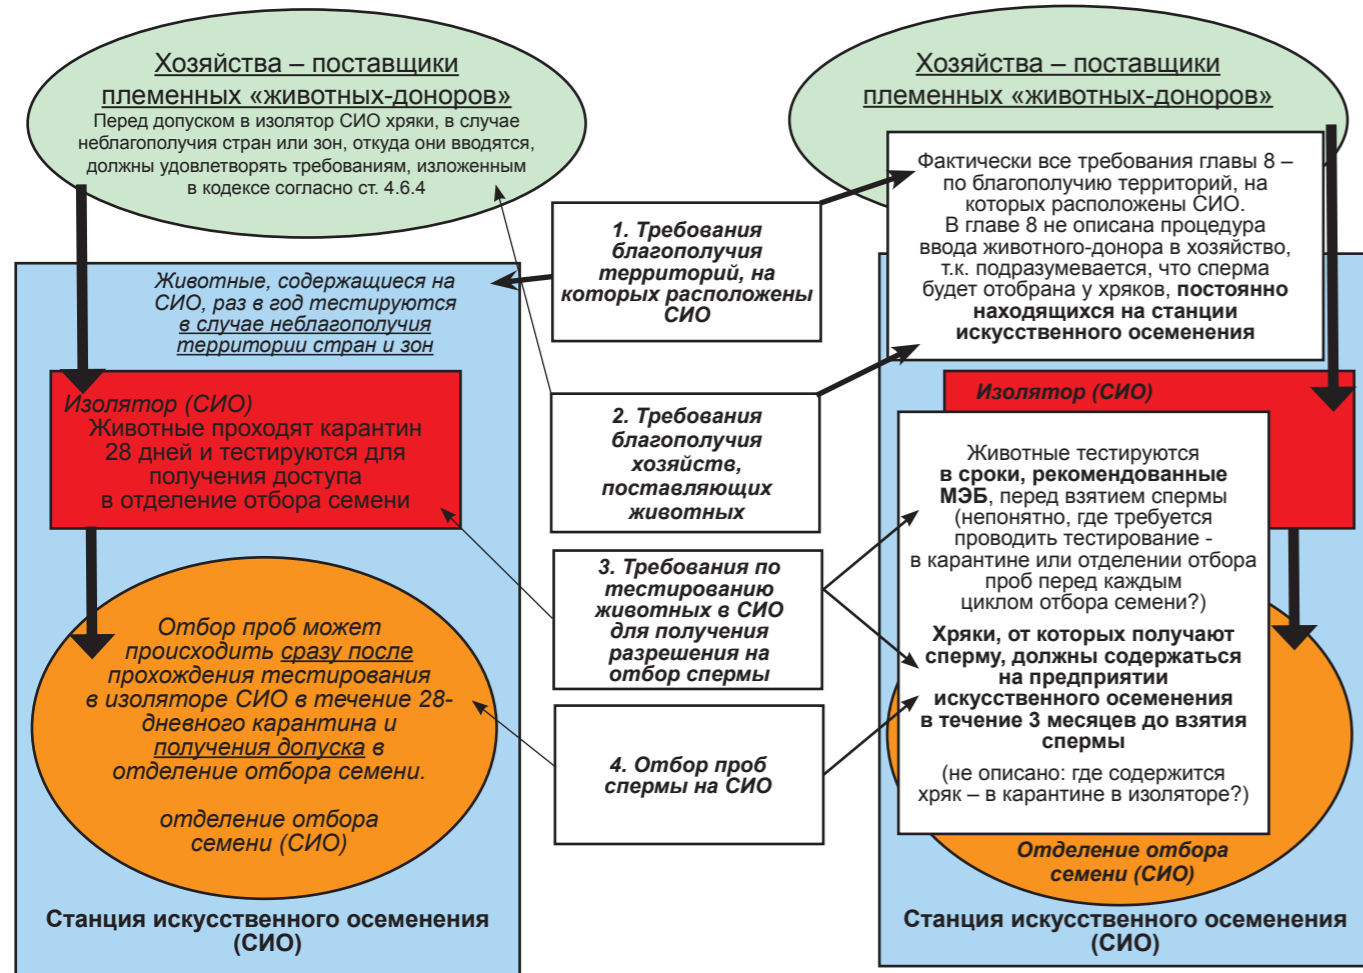 Хозяйства – поставщики
племенных «животных-доноров»
Перед допуском в изолятор СИО хряки, в случае
неблагополучия стран или зон, откуда они вводятся,
должны удовлетворять требованиям, изложенным
в кодексе согласно ст. 4.6.4
Животные, содержащиеся на
СИО, раз в год тестируются
в случае неблагополучия
территории стран и зон
Изолятор (СИО)
Животные проходят карантин
28 дней и тестируются для
получения доступа
в отделение отбора семени
Отбор проб может
происходить сразу после
прохождения тестирования
в изоляторе СИО в течение 28-
дневного карантина и
получения допуска в
отделение отбора семени.
отделение отбора
семени (СИО)
Станция искусственного осеменения
(СИО)
1. Требования
благополучия
территорий, на
которых расположены
СИО
2. Требования
благополучия
хозяйств,
поставляющих
животных
3. Требования по
тестированию
животных в СИО
для получения
разрешения на
отбор спермы
4. Отбор проб
спермы на СИО
Хозяйства – поставщики
племенных «животных-доноров»
Фактически все требования главы 8 –
по благополучию территорий, на
которых расположены СИО.
В главе 8 не описана процедура
ввода животного-донора в хозяйство,
т.к. подразумевается, что сперма
будет отобрана у хряков, постоянно
находящихся на станции
искусственного осеменения
Изолятор (СИО)
Животные тестируются
в сроки, рекомендованные
МЭБ, перед взятием спермы
(непонятно, где требуется
проводить тестирование -
в карантине или отделении отбора
проб перед каждым
циклом отбора семени?)
Хряки, от которых получают
сперму, должны содержаться
на предприятии
искусственного осеменения
в течение 3 месяцев до взятия
спермы
(не описано: где содержится
хряк – в карантине в изоляторе?)
Отделение отбора
семени (СИО)
Станция искусственного осеменения
(СИО)